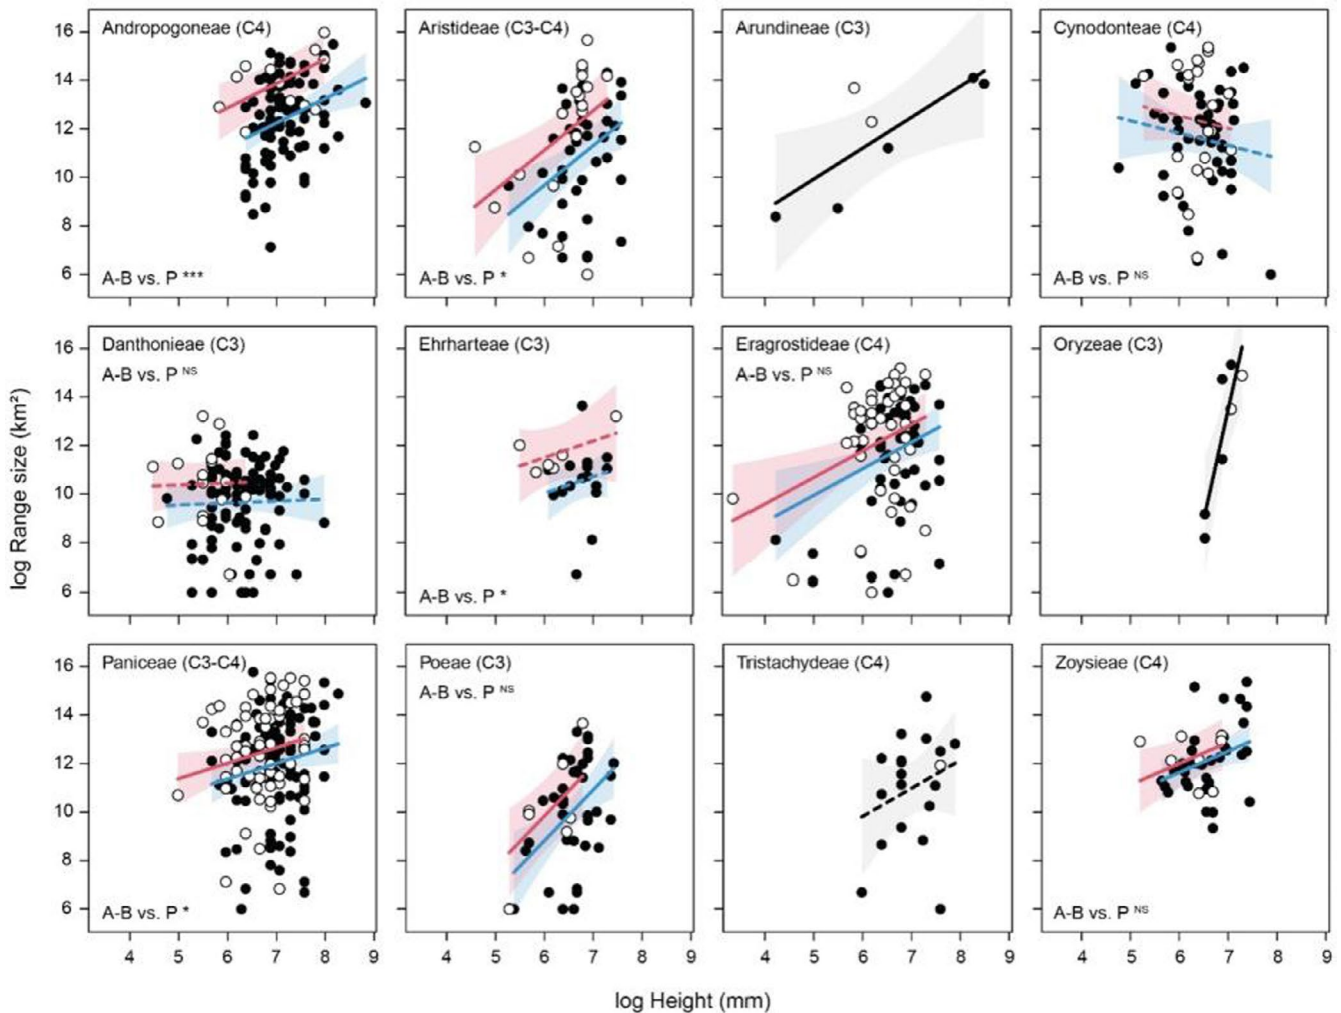 Andropogoneae (C4)
A-B vs. P ***
Aristideae (C3-C4)
A-B vs. P *
Arundineae (C3)
Cynodonteae (C4)
A-B vs. P NS
16
14
12
10
8
6
Danthonieae (C3)
A-B vs. P NS
Ehrharteae (C3)
A-B vs. P *
Eragrostideae (C4)
A-B vs. P NS
Oryzeae (C3)
16
14
12
10
8
6
log Range size (km²)
Paniceae (C3-C4)
A-B vs. P *
Poeae (C3)
A-B vs. P NS
Tristachydeae (C4)
Zoysieae (C4)
A-B vs. P NS
16
14
12
10
8
6
4 5 6 7 8 9
4 5 6 7 8 9
4 5 6 7 8 9
4 5 6 7 8 9
log Height (mm)